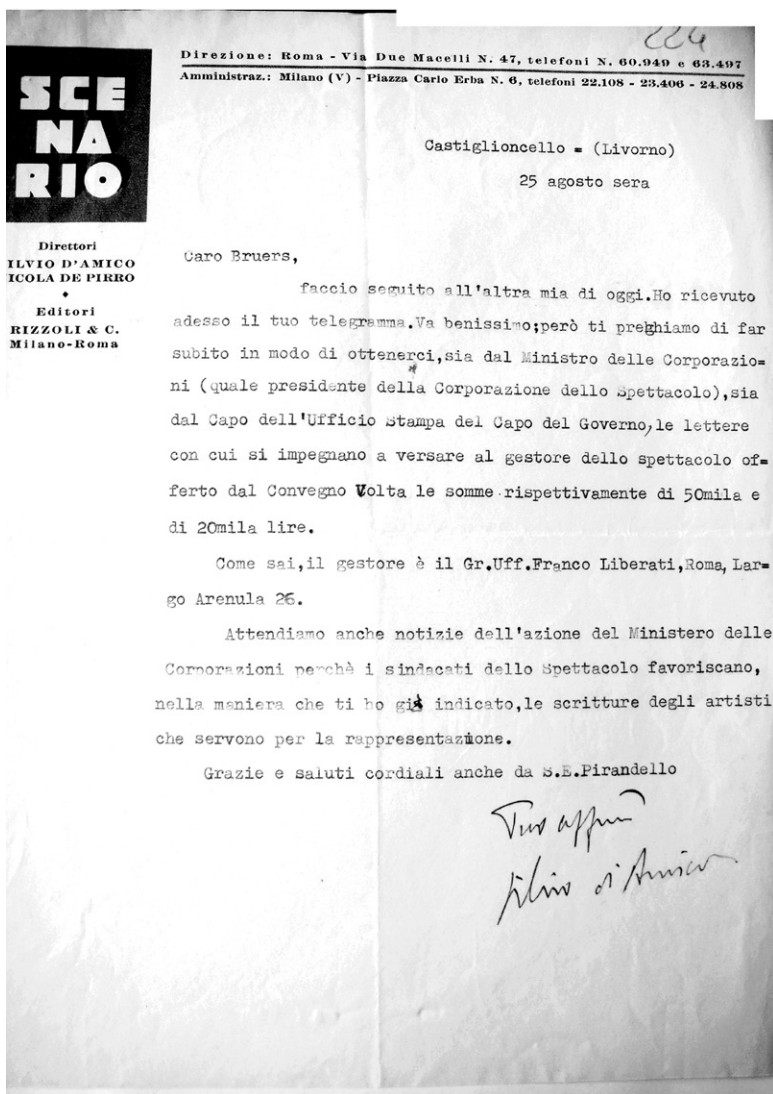 224
Direzione: Roma - Via Due Macelli N. 47, telefoni N. 60.949 e 63.497
Amministraz.: Milano (V) - Piazza Carlo Erba N. 6, telefoni 22.108 - 23.406 - 24.808
SCE
NA
RIO
Castiglioncello = (Livorno)
25 agosto sera
Direttori
ILVIO D'AMICO
ICOLA DE PIRRO
Editori
RIZZOLI & C.
Milano-Roma
Caro Bruers,
faccio seguito all'altra mia di oggi.Ho ricevuto
adesso il tuo telegramma.Va benissimo;però ti preghiamo di far
subito in modo di ottenerci,sia dal Ministro delle Corporazio=
ni (quale presidente della Corporazione dello Spettacolo),sia
dal Capo dell'Ufficio Stampa del Capo del Governo,le lettere
con cui si impegnano a versare al gestore dello spettacolo of=
ferto dal Convegno Volta le somme rispettivamente di 50mila e
di 20mila lire.
Come sai,il gestore è il Gr.Uff.Franco Liberati,Roma,Lar=
go Arenula 26.
Attendiamo anche notizie dell'azione del Ministero delle
Corporazioni perchè i sindacati dello Spettacolo favoriscano,
nella maniera che ti ho già indicato,le scritture degli artisti
che servono per la rappresentazione.
Grazie e saluti cordiali anche da S.E.Pirandello
Tuo affmo
Silvio d'Amico